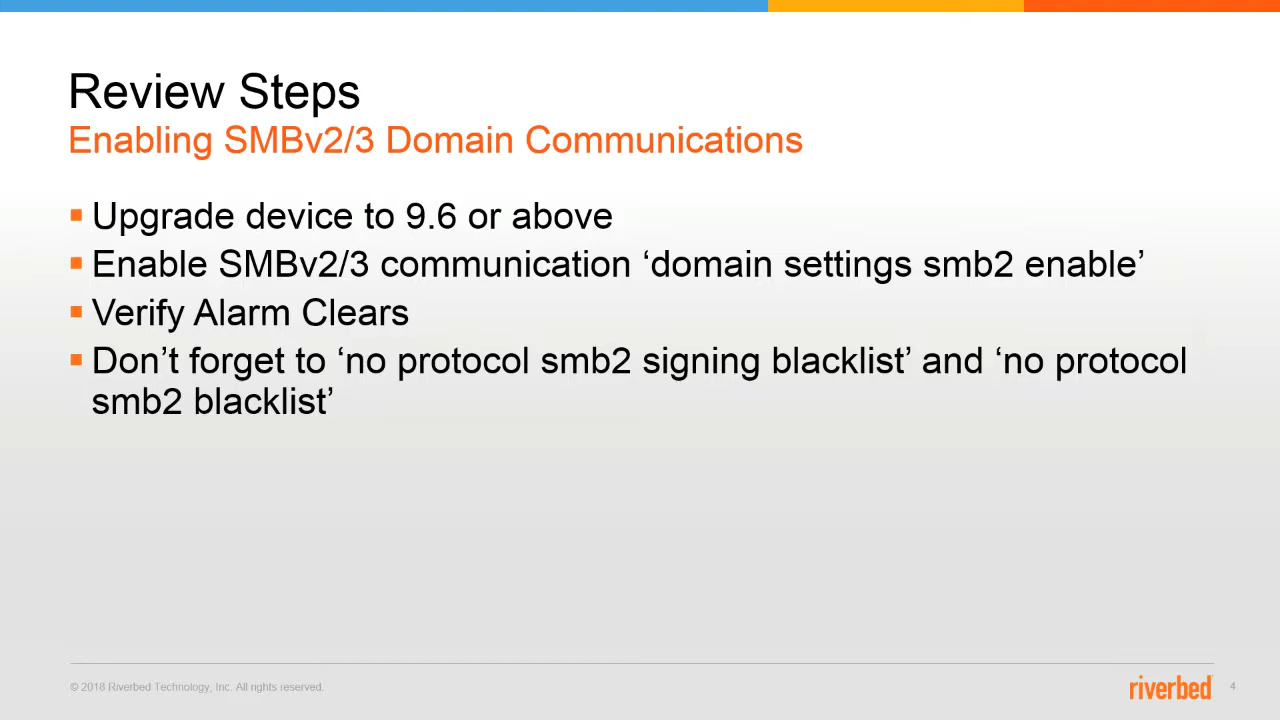 Review Steps
Enabling SMBv2/3 Domain Communications
▪ Upgrade device to 9.6 or above
▪ Enable SMBv2/3 communication ‘domain settings smb2 enable’
▪ Verify Alarm Clears
▪ Don’t forget to ‘no protocol smb2 signing blacklist’ and ‘no protocol
smb2 blacklist’
© 2018 Riverbed Technology, Inc. All rights reserved.
riverbed
4